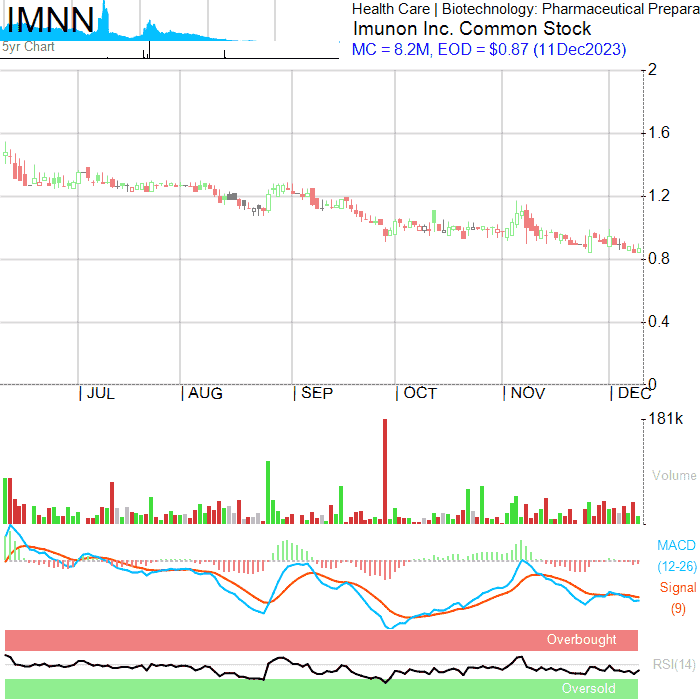 IMNN
5yr Chart
Health Care | Biotechnology: Pharmaceutical Prepara
Imunon Inc. Common Stock
MC = 8.2M, EOD = $0.87 (11Dec2023)
2
1.6
1.2
0.8
0.4
0
JUL AUG SEP OCT NOV DEC
181k
Volume
MACD
(12-26)
Signal
(9)
Overbought
RSI(14)
Oversold